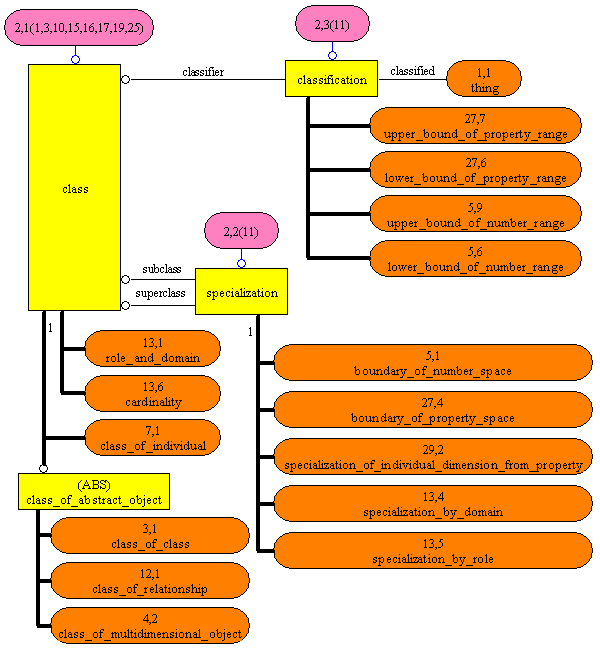 2,1(1,3,10,15,16,17,19,25)
2,3(11)
class
classifier
classification
classified
1,1
thing
27,7
upper_bound_of_property_range
27,6
lower_bound_of_property_range
5,9
upper_bound_of_number_range
5,6
lower_bound_of_number_range
2,2(11)
subclass
superclass
specialization
1
1
13,1
role_and_domain
13,6
cardinality
7,1
class_of_individual
5,1
boundary_of_number_space
27,4
boundary_of_property_space
29,2
specialization_of_individual_dimension_from_property
13,4
specialization_by_domain
13,5
specialization_by_role
(ABS)
class_of_abstract_object
3,1
class_of_class
12,1
class_of_relationship
4,2
class_of_multidimensional_object